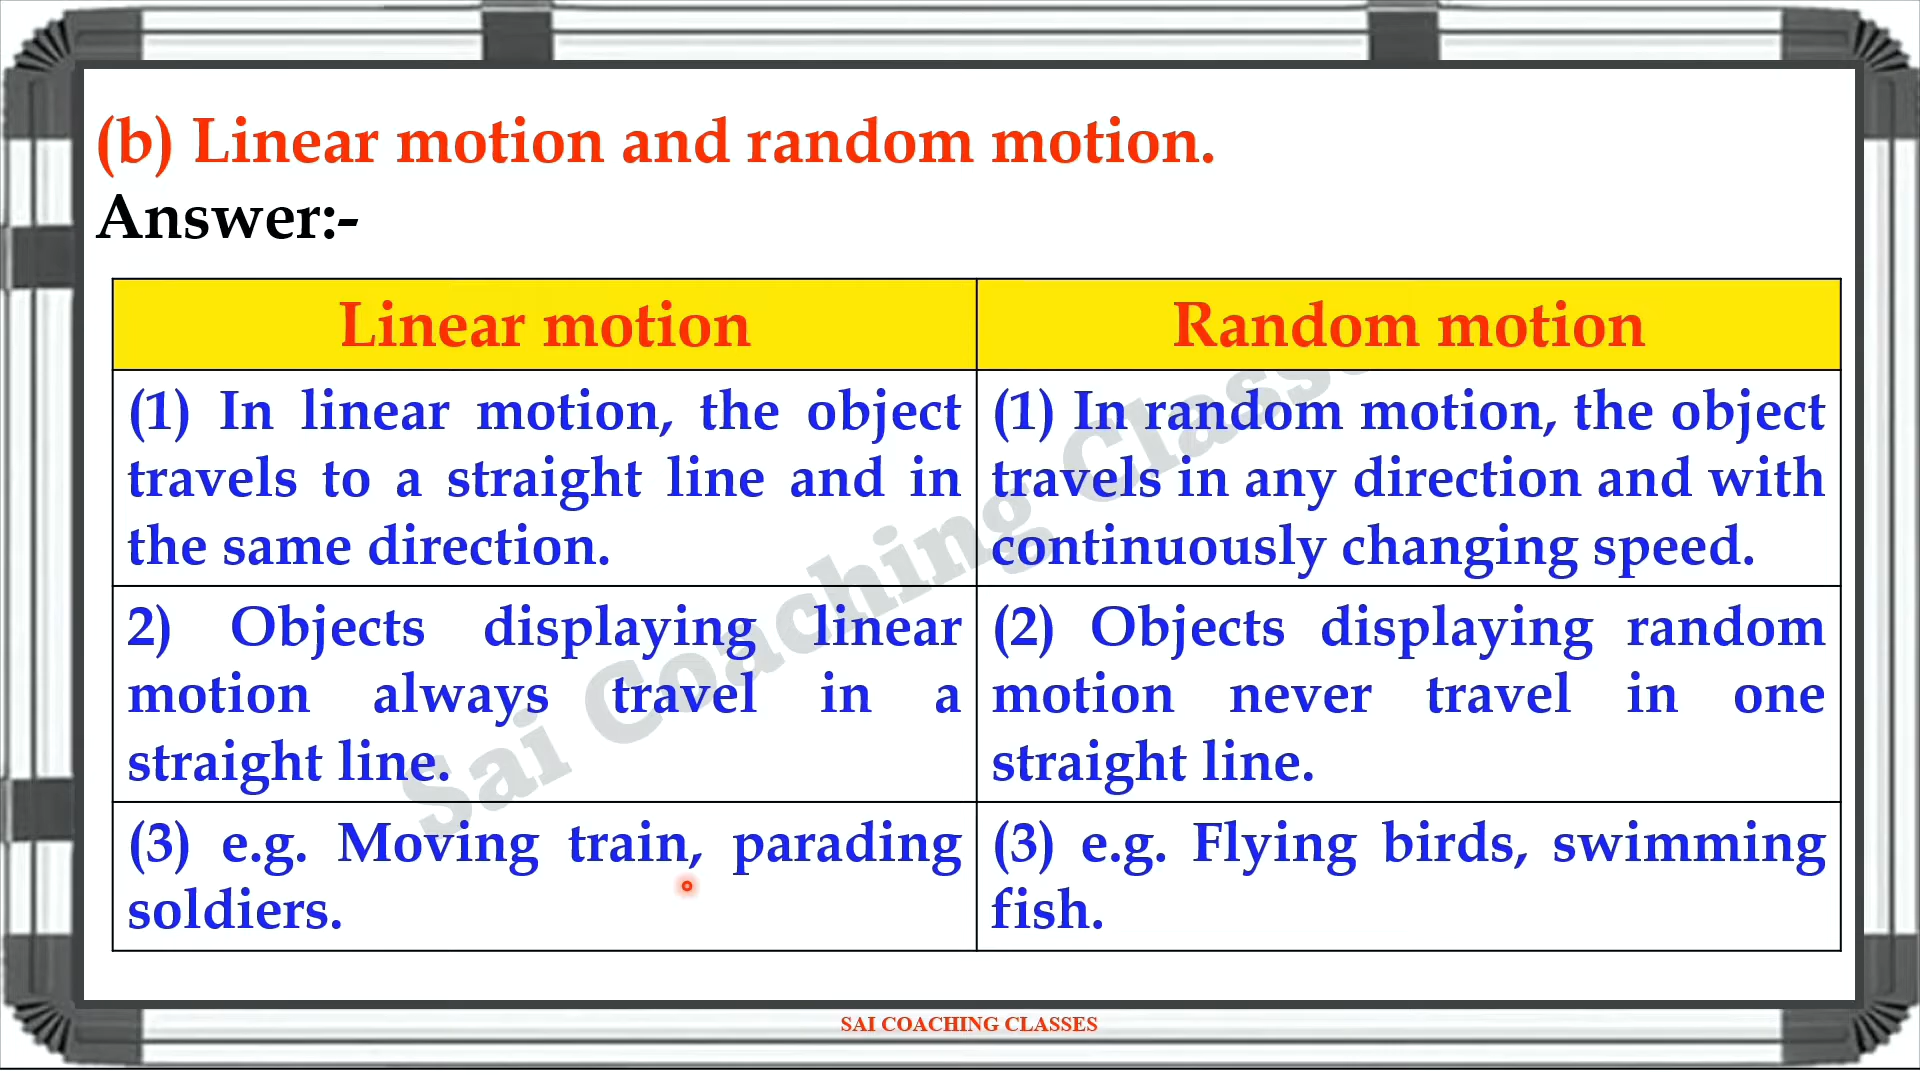 (b) Linear motion and random motion.
Answer:-
Linear motion
Random motion
(1) In linear motion, the object
travels to a straight line and in
the same direction.
(1) In random motion, the object
travels in any direction and with
continuously changing speed.
2) Objects displaying linear
motion always travel in a
straight line.
(2) Objects displaying random
motion never travel in one
straight line.
(3) e.g. Moving train, parading
soldiers.
(3) e.g. Flying birds, swimming
fish.
Sai Coaching Classes
SAI COACHING CLASSES